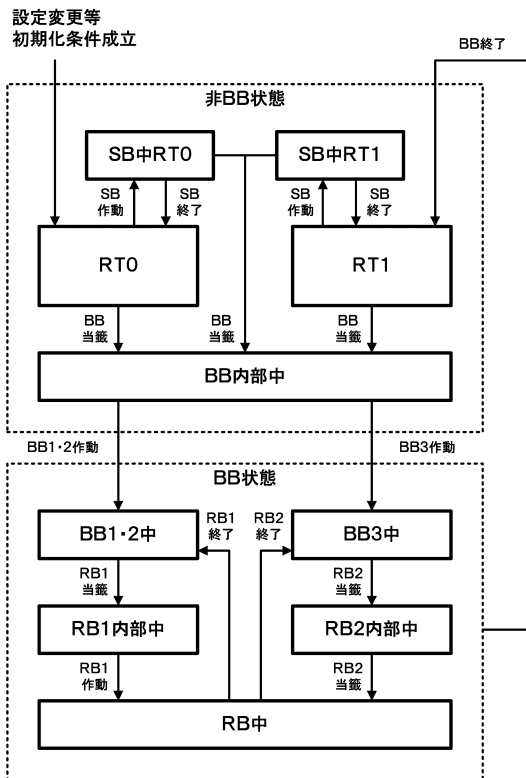 設定変更等
初期化条件成立
BB終了
非BB状態
SB中RT0
SB中RT1
SB
作動
SB
終了
SB
作動
SB
終了
RT0
RT1
BB
当籤
BB
当籤
BB
当籤
BB内部中
BB1・2作動
BB3作動
BB状態
BB1・2中
RB1
終了
RB2
終了
BB3中
RB1
当籤
RB2
当籤
RB1内部中
RB2内部中
RB1
作動
RB2
当籤
RB中